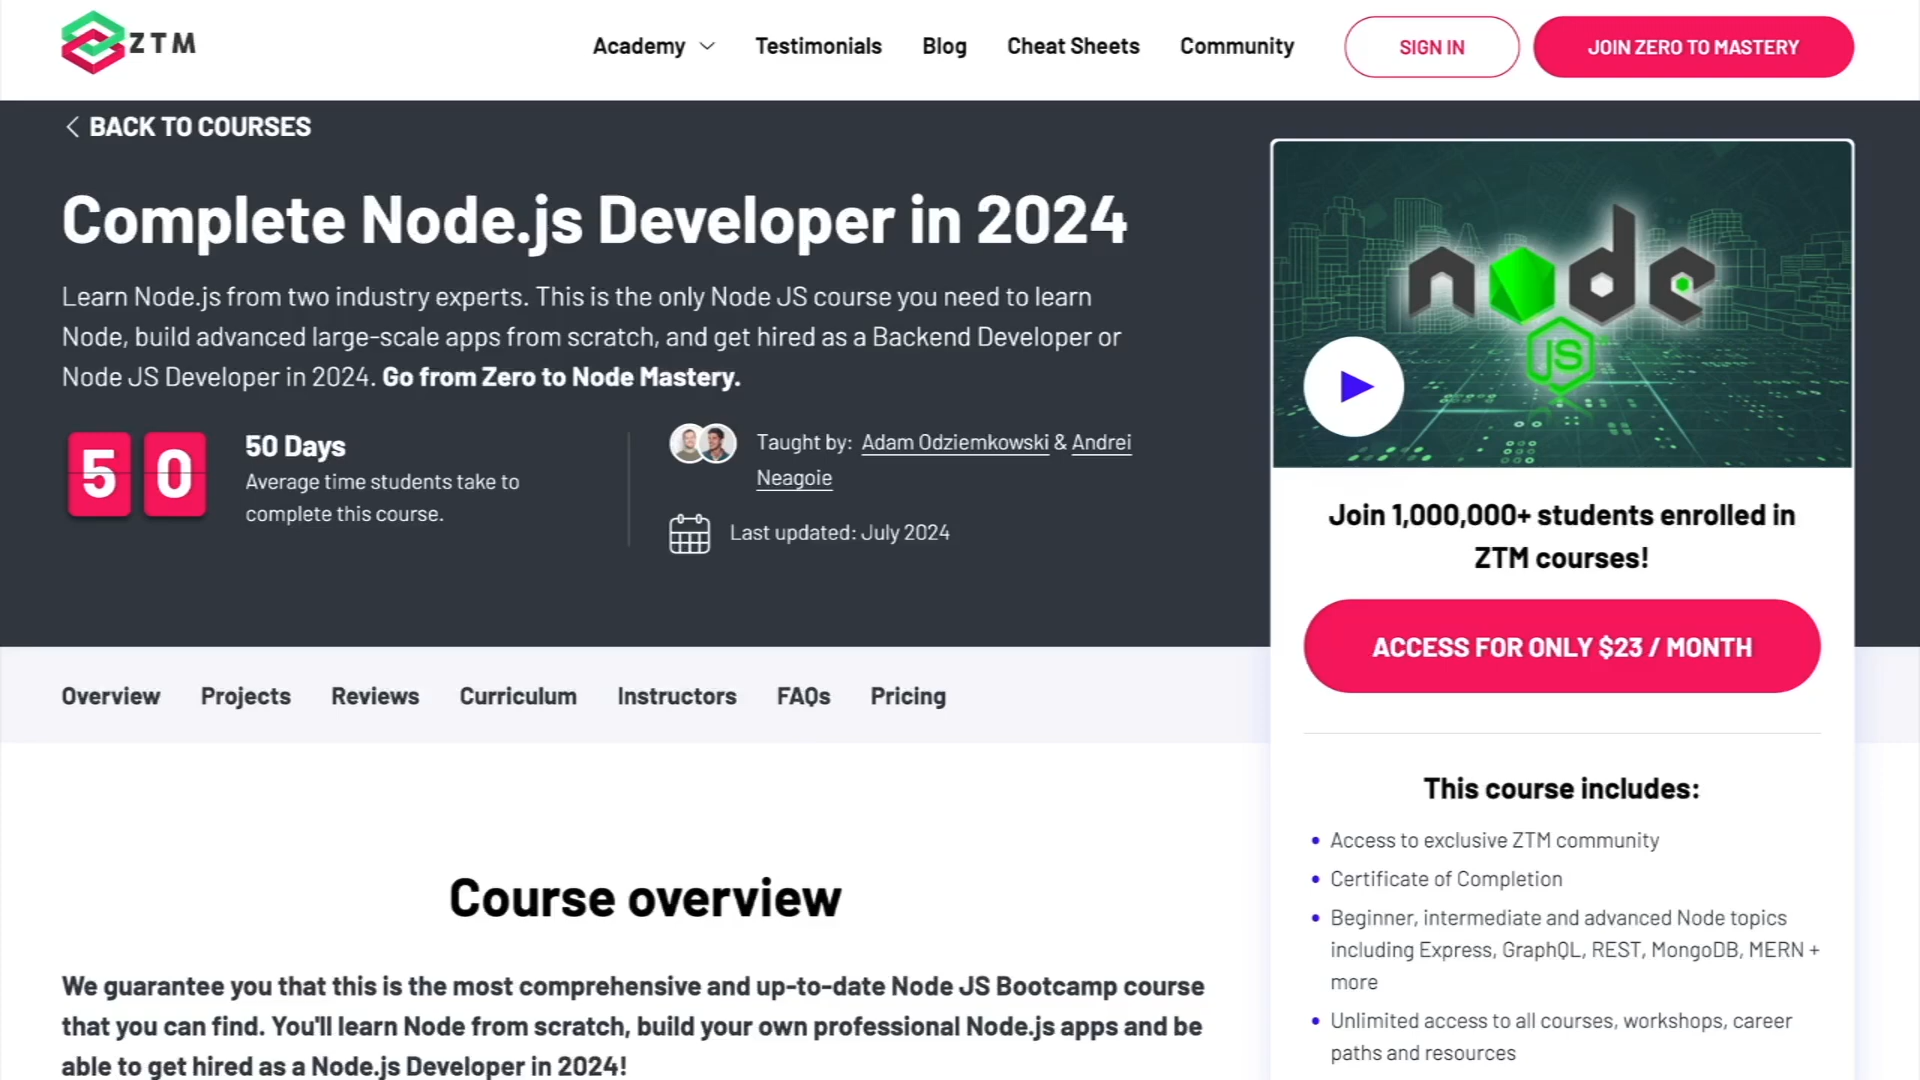 ZTM
Academy
Testimonials
Blog
Cheat Sheets
Community
SIGN IN
JOIN ZERO TO MASTERY
BACK TO COURSES
Complete Node.js Developer in 2024
Learn Node.js from two industry experts. This is the only Node JS course you need to learn
Node, build advanced large-scale apps from scratch, and get hired as a Backend Developer or
Node JS Developer in 2024. Go from Zero to Node Mastery.
5 0
50 Days
Average time students take to
complete this course.
Taught by: Adam Odziemkowski & Andrei
Neagoie
Last updated: July 2024
node
JS
Join 1,000,000+ students enrolled in
ZTM courses!
ACCESS FOR ONLY $23 / MONTH
Overview
Projects
Reviews
Curriculum
Instructors
FAQs
Pricing
This course includes:
Access to exclusive ZTM community
Certificate of Completion
Beginner, intermediate and advanced Node topics
including Express, GraphQL, REST, MongoDB, MERN +
more
Unlimited access to all courses, workshops, career
paths and resources
Course overview
We guarantee you that this is the most comprehensive and up-to-date Node JS Bootcamp course
that you can find. You'll learn Node from scratch, build your own professional Node.js apps and be
able to get hired as a Node.js Developer in 2024!